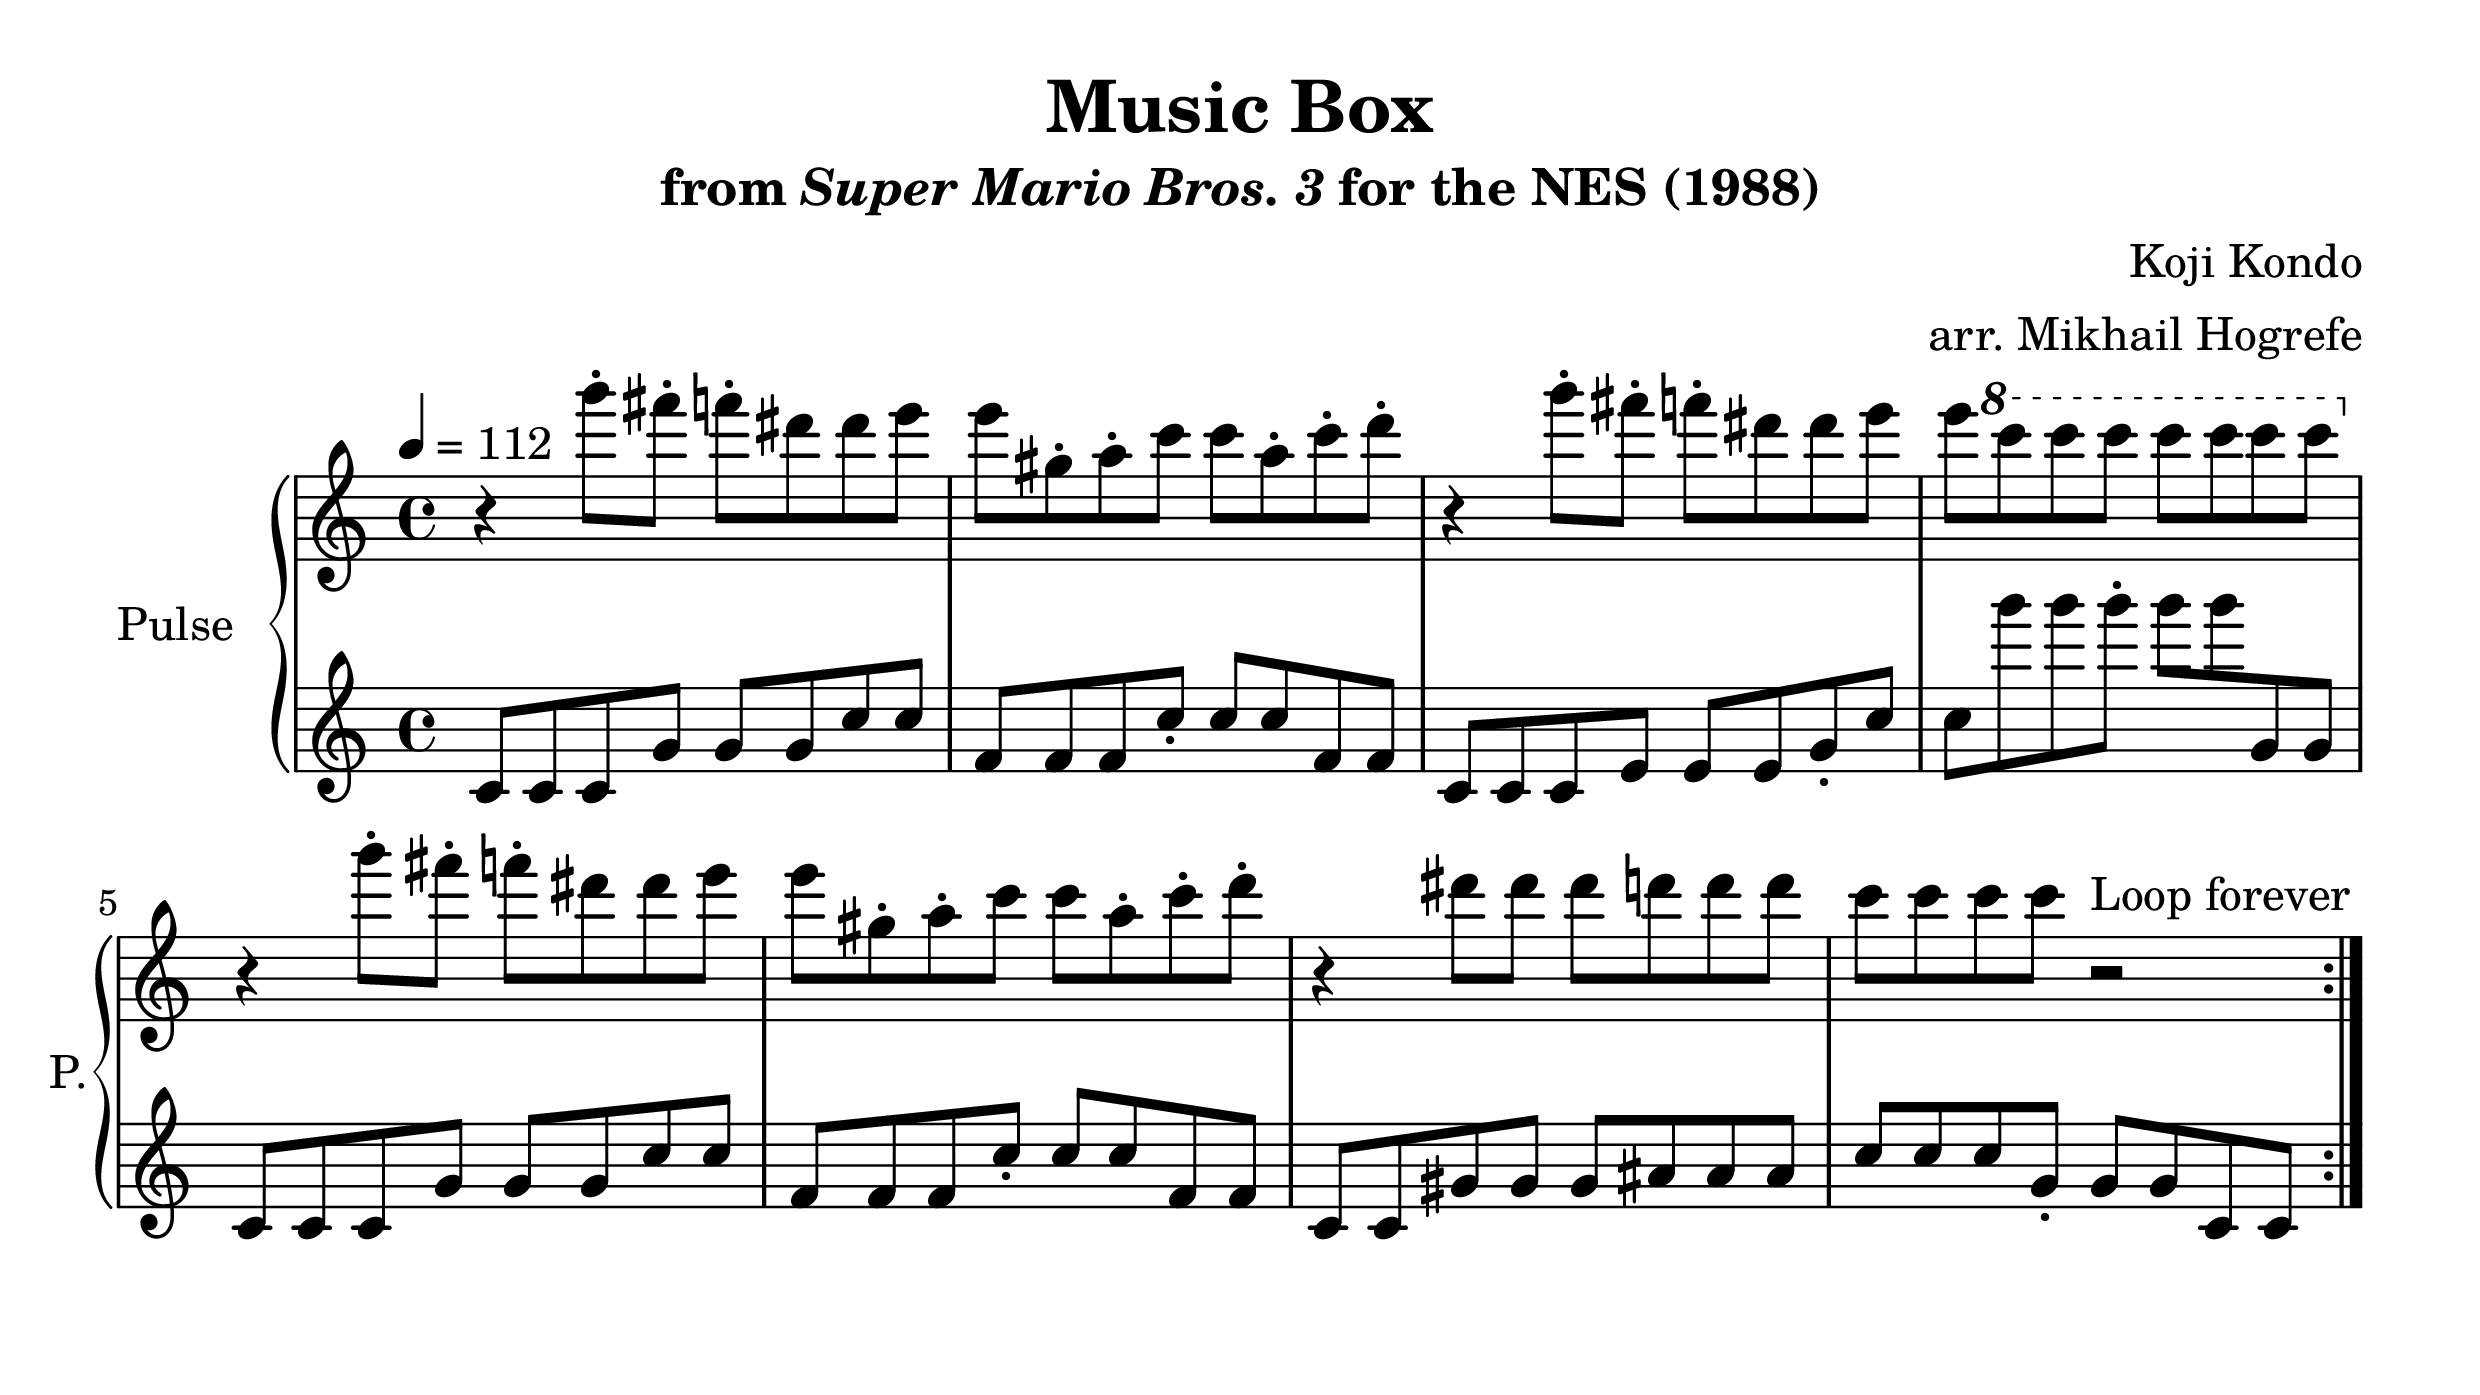 Music Box
from Super Mario Bros. 3 for the NES (1988)
Koji Kondo
arr. Mikhail Hogrefe
= 112
8
Pulse
5
Loop forever
P.